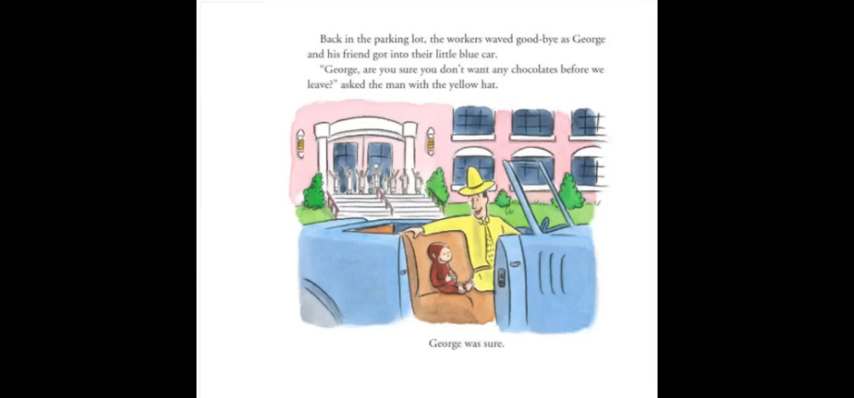 Back in the parking lot, the workers waved good-bye as George
and his friend got into their little blue car.
“George, are you sure you don’t want any chocolates before we
leave?” asked the man with the yellow hat.
George was sure.